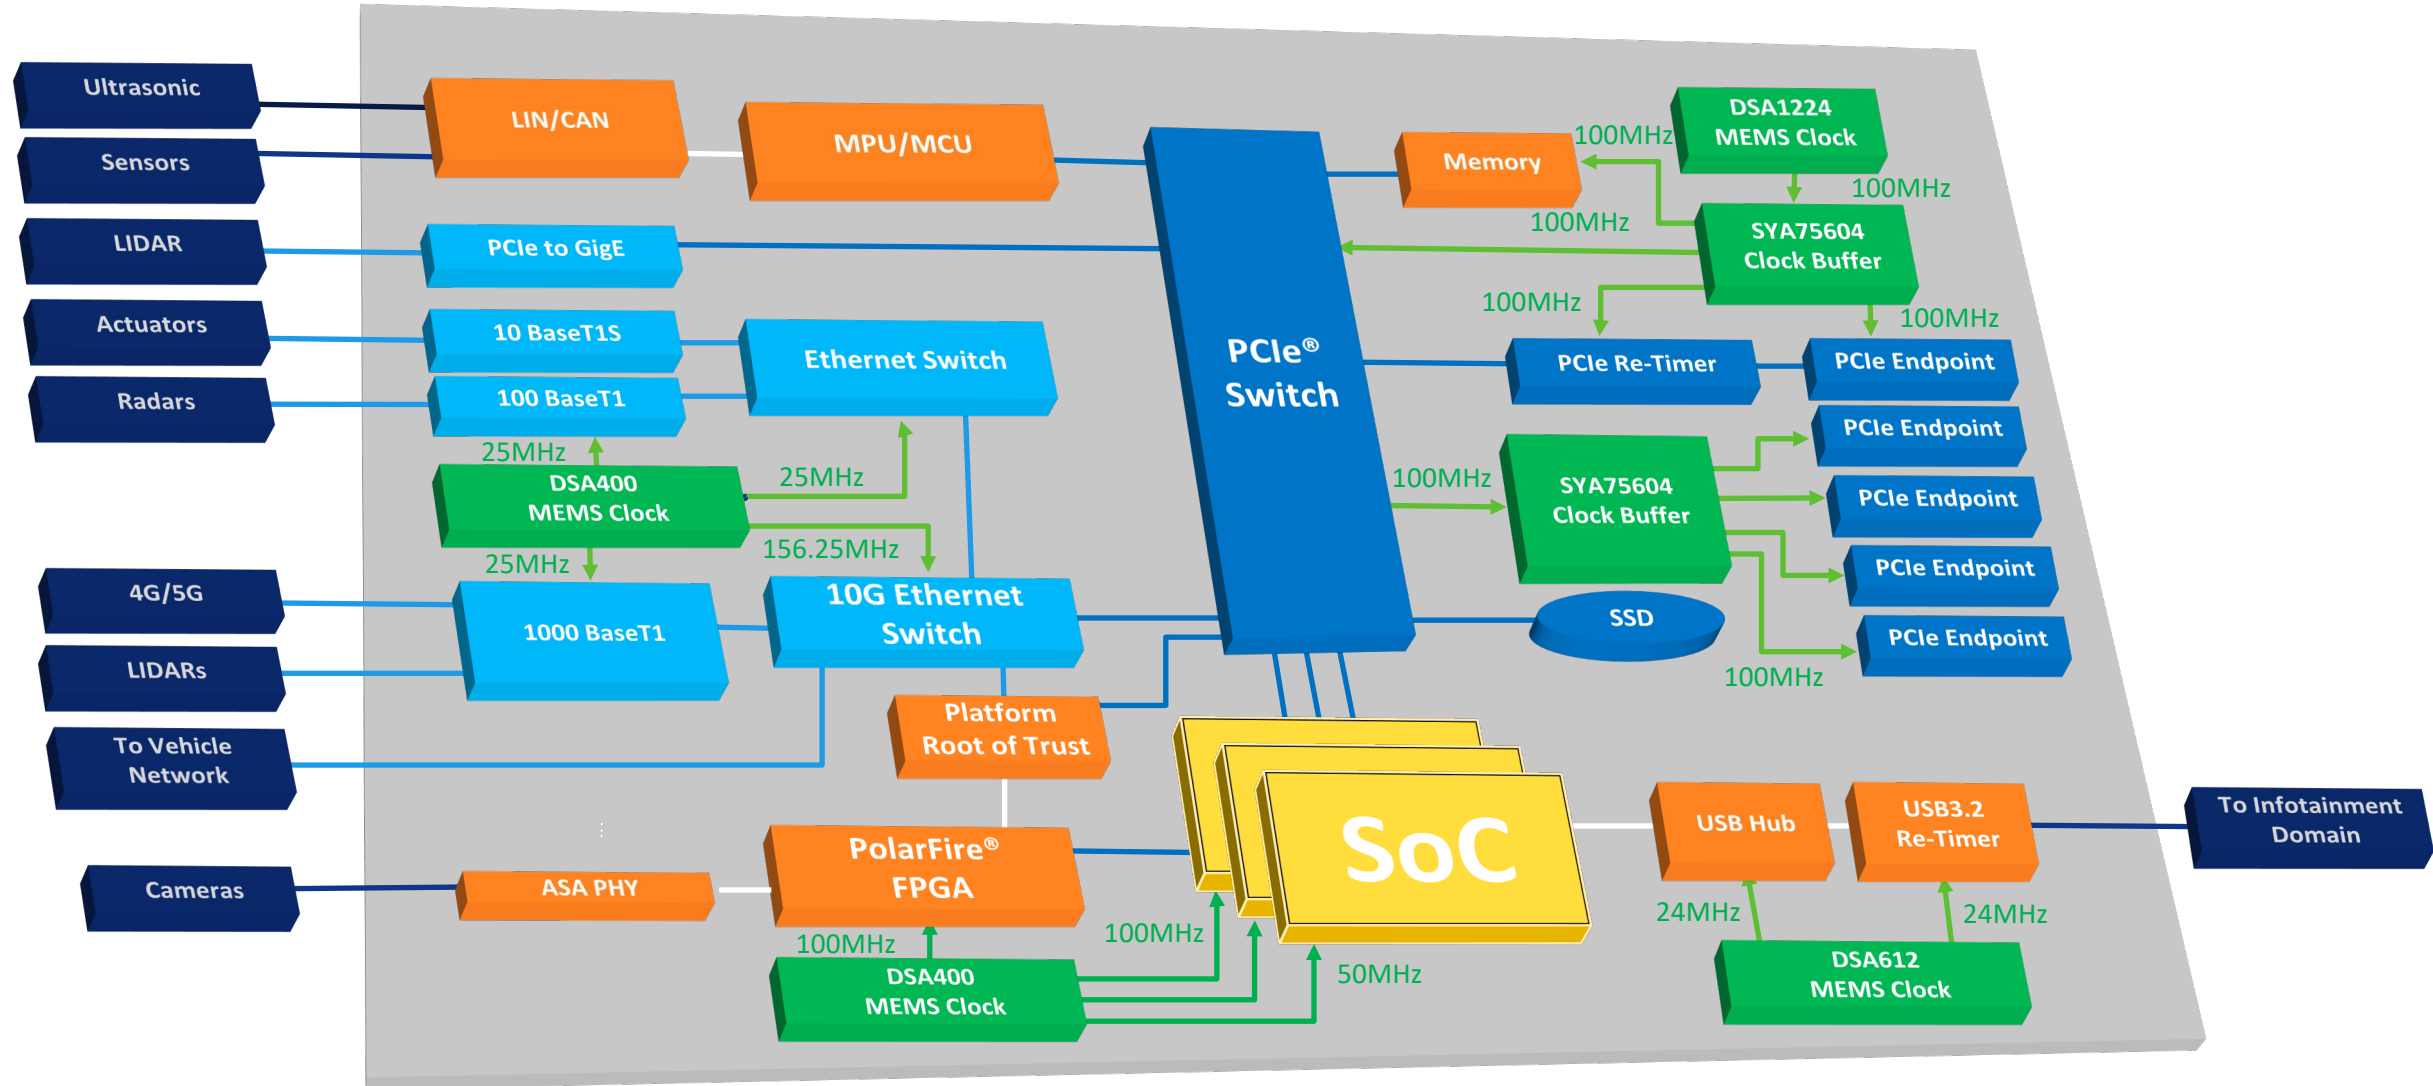 Ultrasonic
Sensors
LIDAR
Actuators
Radars
4G/5G
LIDARs
To Vehicle
Network
Cameras
LIN/CAN
MPU/MCU
PCIe to GigE
10 BaseT1S
100 BaseT1
Ethernet Switch
25MHz
DSA400
MEMS Clock
25MHz
156.25MHz
25MHz
1000 BaseT1
10G Ethernet
Switch
Platform
Root of Trust
ASA PHY
PolarFire®
FPGA
100MHz
DSA400
MEMS Clock
100MHz
50MHz
PCIe®
Switch
SoC
Memory
100MHz
DSA1224
MEMS Clock
100MHz
100MHz
SYA75604
Clock Buffer
100MHz
100MHz
PCIe Re-Timer
PCIe Endpoint
PCIe Endpoint
100MHz
SYA75604
Clock Buffer
PCIe Endpoint
PCIe Endpoint
SSD
PCIe Endpoint
100MHz
USB Hub
USB3.2
Re-Timer
24MHz
24MHz
DSA612
MEMS Clock
To Infotainment
Domain